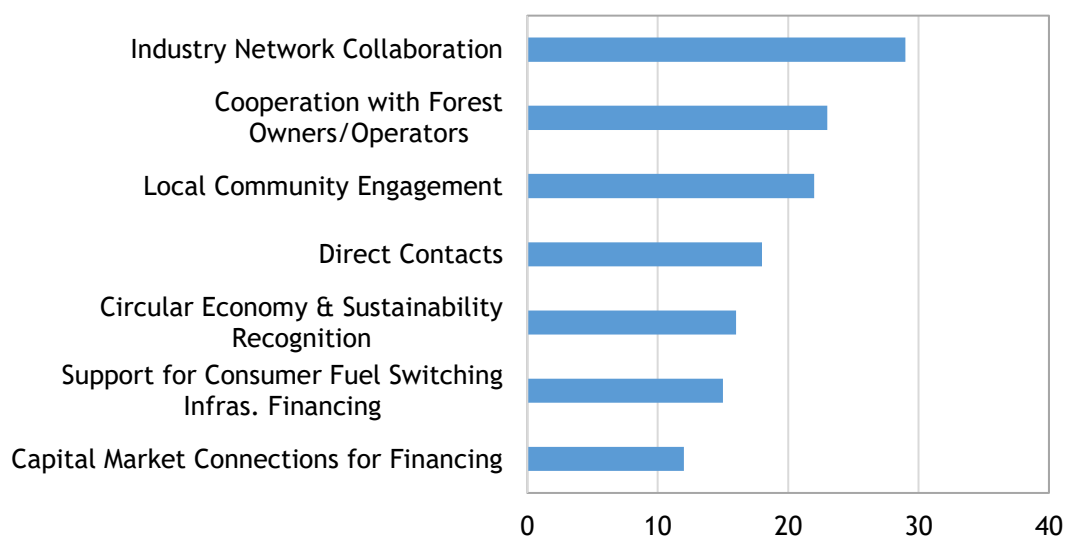 Industry Network Collaboration
Cooperation with Forest
Owners/Operators
Local Community Engagement
Direct Contacts
Circular Economy & Sustainability
Recognition
Support for Consumer Fuel Switching
Infras. Financing
Capital Market Connections for Financing
0 10 20 30 40